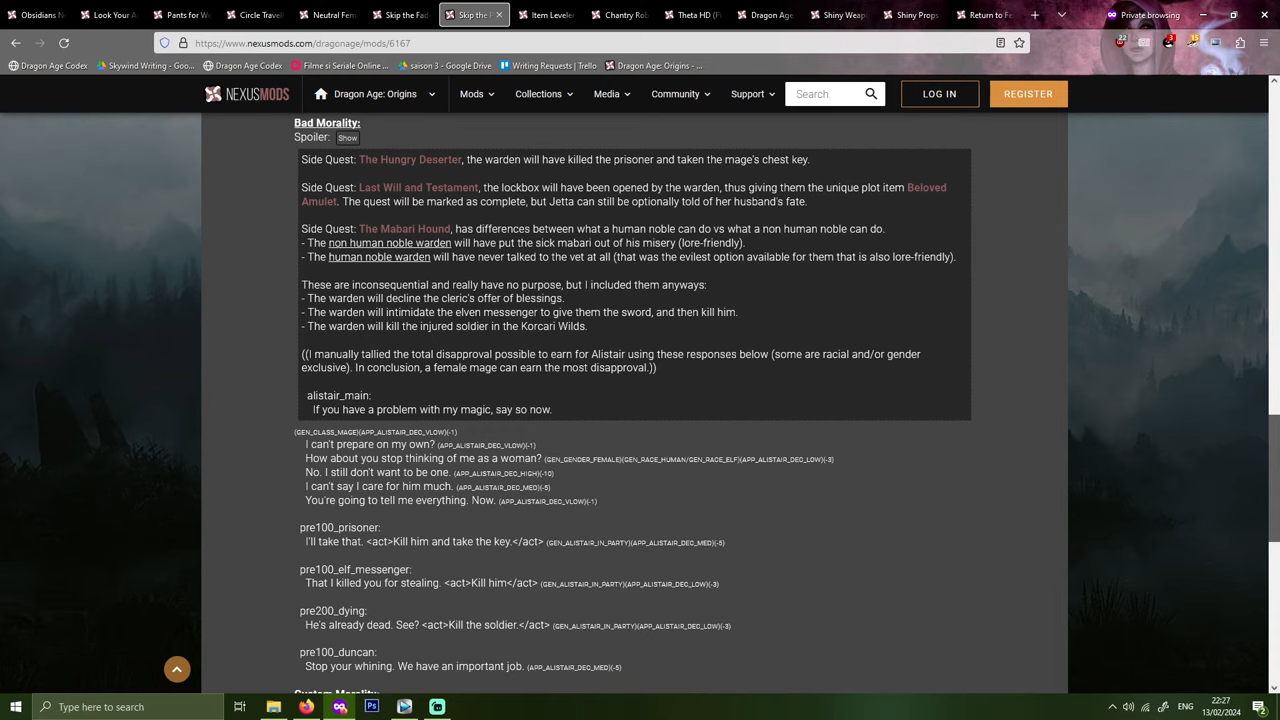 Obsidians N
Look Your A
Pants for W
Circle Travell
Neutral Fem
Skip the Fad
Skip the F
Item Levele
Chantry Rob
Theta HD (F
Dragon Age
Shiny Weapo
Shiny Props
Return to Fe
Private browsing
https://www.nexusmods.com/dragonage/mods/6167
22
3
15
Dragon Age Codex
Skywind Writing - Goo...
Dragon Age Codex
Filme si Seriale Online ...
saison 3 - Google Drive
Writing Requests | Trello
Dragon Age: Origins - ...
NEXUSMODS
Dragon Age: Origins
Mods
Collections
Media
Community
Support
Search
LOG IN
REGISTER
Bad Morality:
Spoiler: Show
Side Quest: The Hungry Deserter, the warden will have killed the prisoner and taken the mage's chest key.
Side Quest: Last Will and Testament, the lockbox will have been opened by the warden, thus giving them the unique plot item Beloved
Amulet. The quest will be marked as complete, but Jetta can still be optionally told of her husband's fate.
Side Quest: The Mabari Hound, has differences between what a human noble can do vs what a non human noble can do.
- The non human noble warden will have put the sick mabari out of his misery (lore-friendly).
- The human noble warden will have never talked to the vet at all (that was the evilest option available for them that is also lore-friendly).
These are inconsequential and really have no purpose, but I included them anyways:
- The warden will decline the cleric's offer of blessings.
- The warden will intimidate the elven messenger to give them the sword, and then kill him.
- The warden will kill the injured soldier in the Korcari Wilds.
((I manually tallied the total disapproval possible to earn for Alistair using these responses below (some are racial and/or gender
exclusive). In conclusion, a female mage can earn the most disapproval.))
alistair_main:
If you have a problem with my magic, say so now.
(GEN_CLASS_MAGE)(APP_ALISTAIR_DEC_VLOW)(-1)
I can't prepare on my own? (APP_ALISTAIR_DEC_VLOW)(-1)
How about you stop thinking of me as a woman? (GEN_GENDER_FEMALE)(GEN_RACE_HUMAN/GEN_RACE_ELF)(APP_ALISTAIR_DEC_LOW)(-3)
No. I still don't want to be one. (APP_ALISTAIR_DEC_HIGH)(-10)
I can't say I care for him much. (APP_ALISTAIR_DEC_MED)(-5)
You're going to tell me everything. Now. (APP_ALISTAIR_DEC_VLOW)(-1)
pre100_prisoner:
I'll take that. <act>Kill him and take the key.</act> (GEN_ALISTAIR_IN_PARTY)(APP_ALISTAIR_DEC_MED)(-5)
pre100_elf_messenger:
That I killed you for stealing. <act>Kill him</act> (GEN_ALISTAIR_IN_PARTY)(APP_ALISTAIR_DEC_LOW)(-3)
pre200_dying:
He's already dead. See? <act>Kill the soldier.</act> (GEN_ALISTAIR_IN_PARTY)(APP_ALISTAIR_DEC_LOW)(-3)
pre100_duncan:
Stop your whining. We have an important job. (APP_ALISTAIR_DEC_MED)(-5)
Custom Morality:
Type here to search
Ps
ENG
22:27
13/02/2024
2